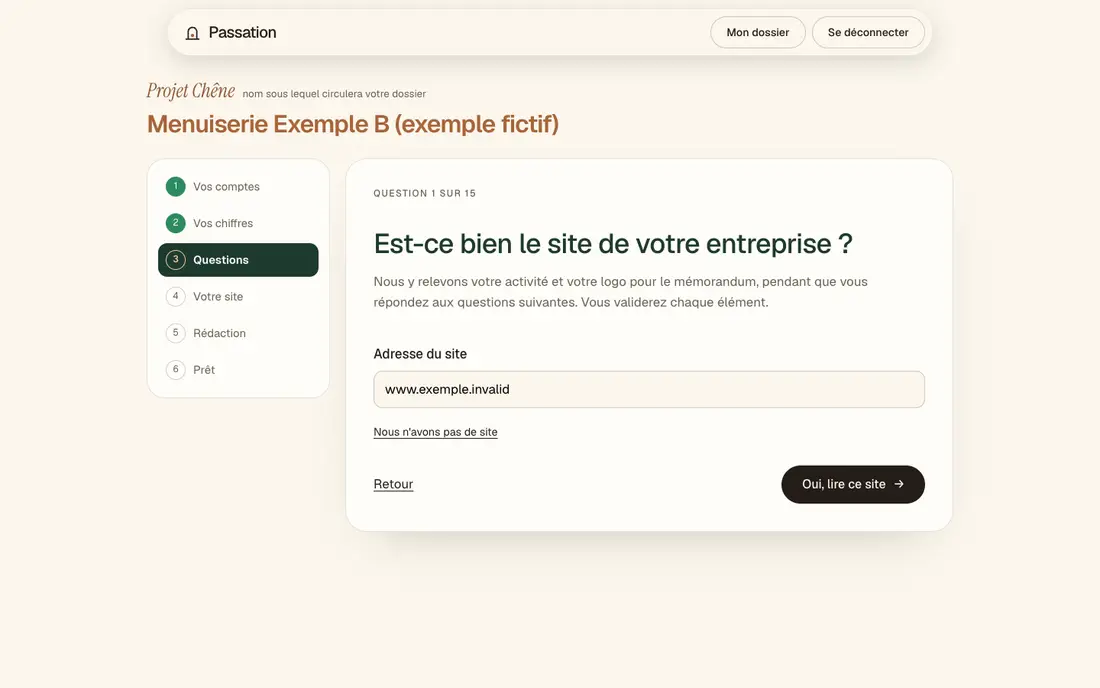 Passation
Mon dossier
Se déconnecter
Projet Chêne nom sous lequel circulera votre dossier
Menuiserie Exemple B (exemple fictif)
1 Vos comptes
2 Vos chiffres
3 Questions
4 Votre site
5 Rédaction
6 Prêt
QUESTION 1 SUR 15
Est-ce bien le site de votre entreprise ?
Nous y relevons votre activité et votre logo pour le mémorandum, pendant que vous
répondez aux questions suivantes. Vous validerez chaque élément.
Adresse du site
www.exemple.invalid
Nous n'avons pas de site
Retour
Oui, lire ce site →